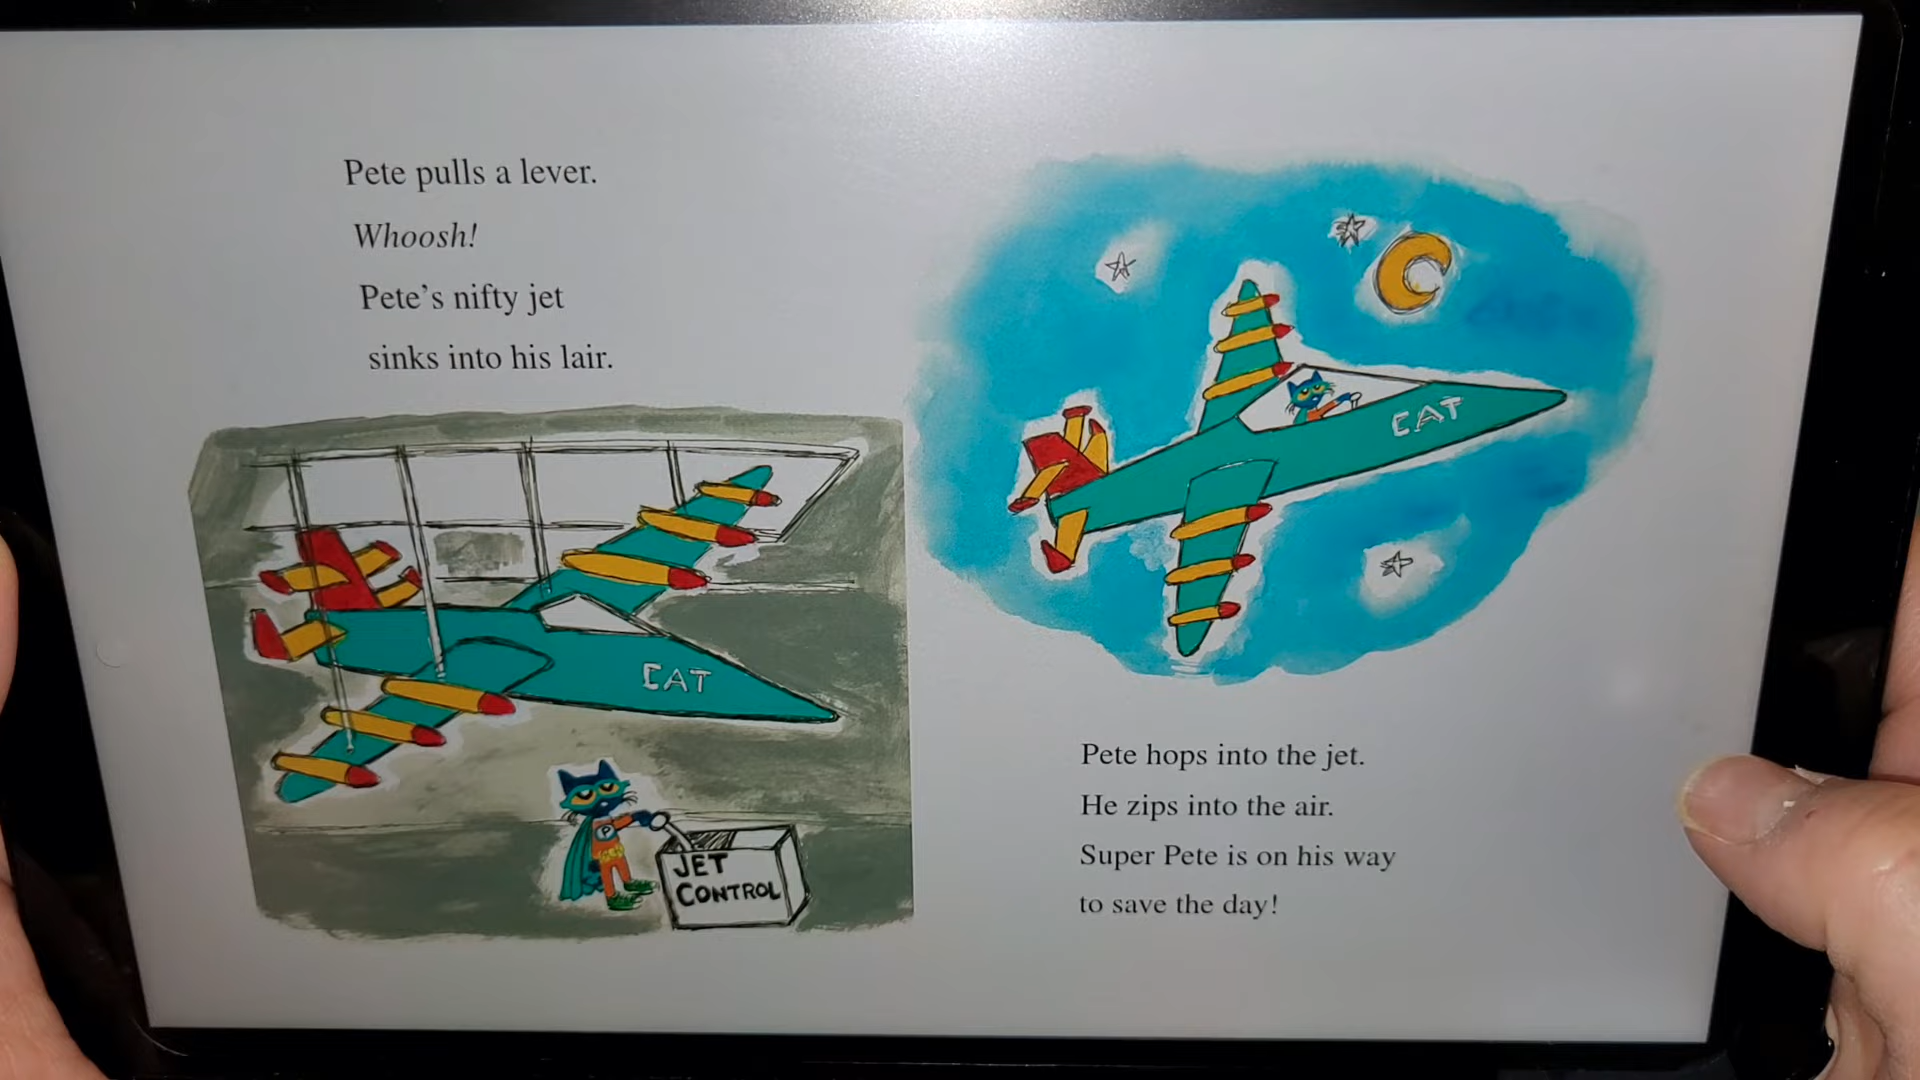 Pete pulls a lever.
Whoosh!
Pete's nifty jet
sinks into his lair.
CAT
P
JET
CONTROL
CAT
Pete hops into the jet.
He zips into the air.
Super Pete is on his way
to save the day!